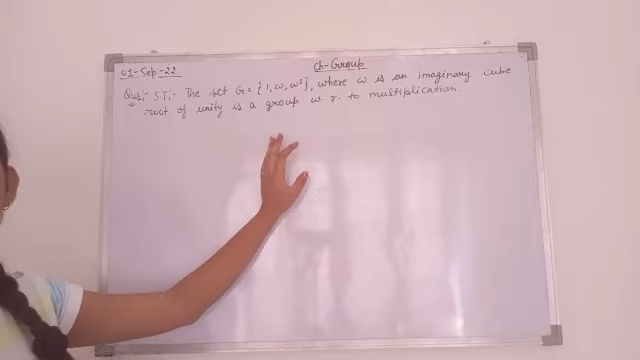 01-Sep-22
Ch-Group
Qus:- S.T:- The set G = {1, ω, ω²}, where ω is an imaginary cube
root of unity is a group w. r. to multiplication.